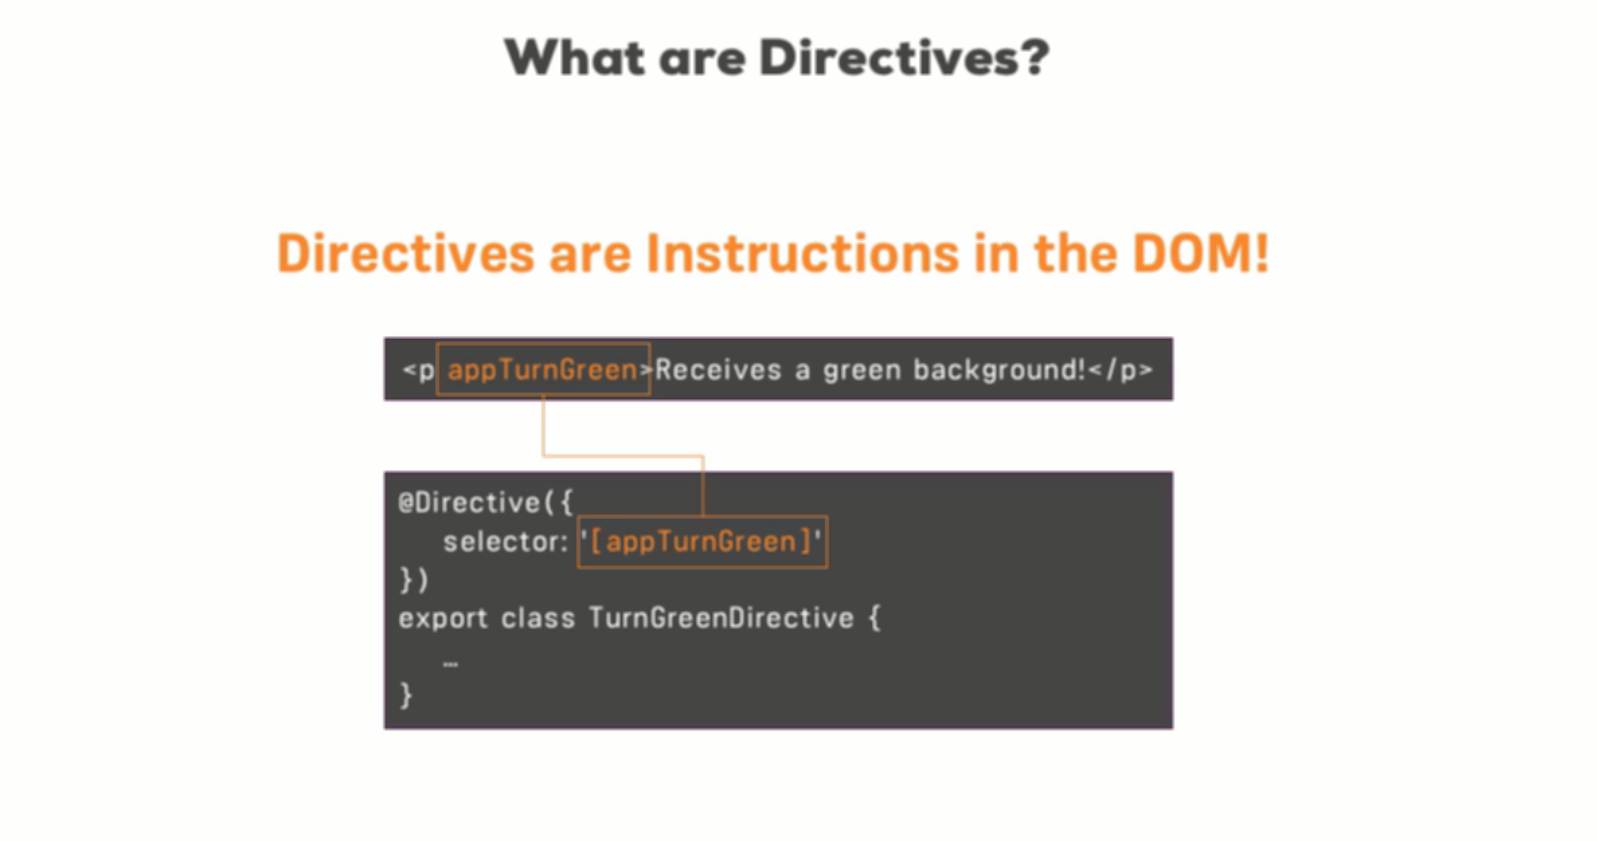 What are Directives?
Directives are Instructions in the DOM!
<p appTurnGreen>Receives a green background!</p>
@Directive({
selector: '[appTurnGreen]'
})
export class TurnGreenDirective {
…
}